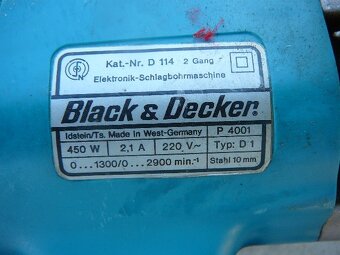 Kat.-Nr. D 114 2 Gang
Elektronik-Schlagbohrmaschine
Black & Decker
Idstein/Ts. Made in West-Germany P 4001
450 W 2,1 A 220 V~ Typ: D 1
0...1300/0...2900 min.-1 Stahl 10 mm